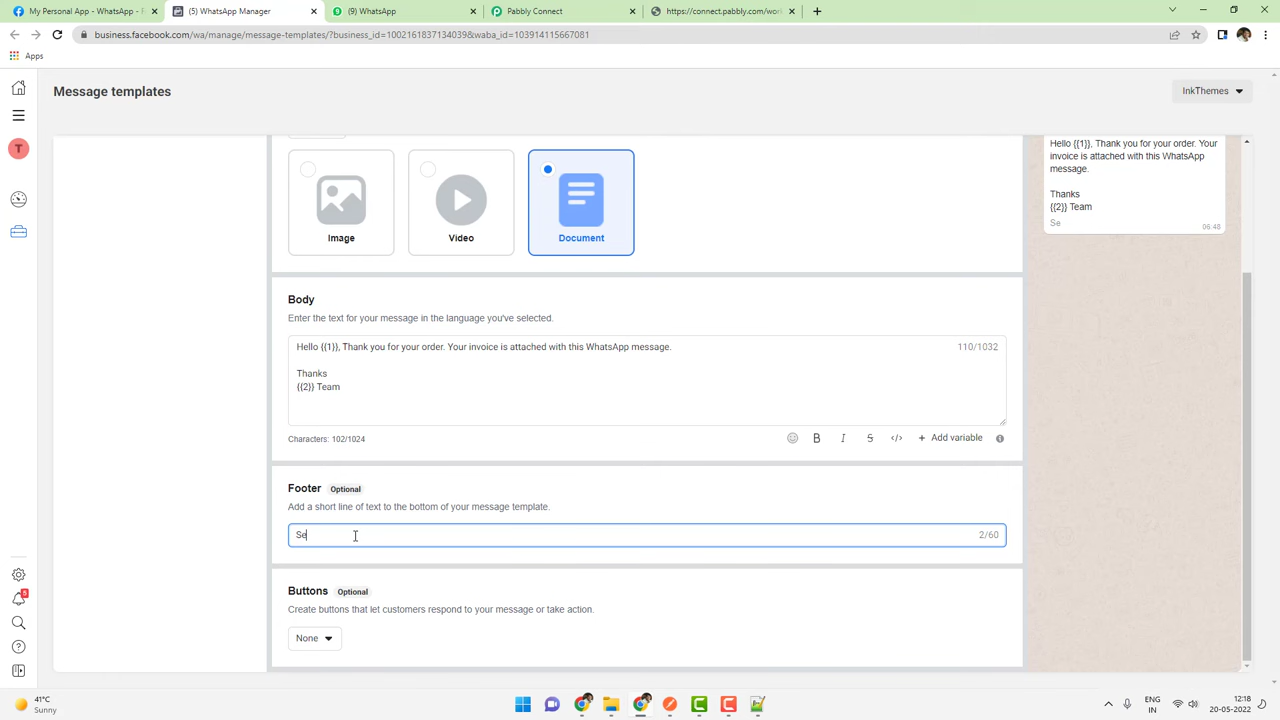 My Personal App - WhatsApp - F
(5) WhatsApp Manager
(9) WhatsApp
Pabbly Connect
https://connect.pabbly.com/work
business.facebook.com/wa/manage/message-templates/?business_id=1002161837134039&waba_id=103914115667081
Apps
Message templates
InkThemes
T
Image
Video
Document
Hello {{1}}, Thank you for your order. Your
invoice is attached with this WhatsApp
message.
Thanks
{{2}} Team
Se
06:48
Body
Enter the text for your message in the language you've selected.
Hello {{1}}, Thank you for your order. Your invoice is attached with this WhatsApp message.
110/1032
Thanks
{{2}} Team
Characters: 102/1024
B I S </> + Add variable
Footer Optional
Add a short line of text to the bottom of your message template.
Se
2/60
Buttons Optional
Create buttons that let customers respond to your message or take action.
None
5
41°C
Sunny
ENG
IN
12:18
20-05-2022